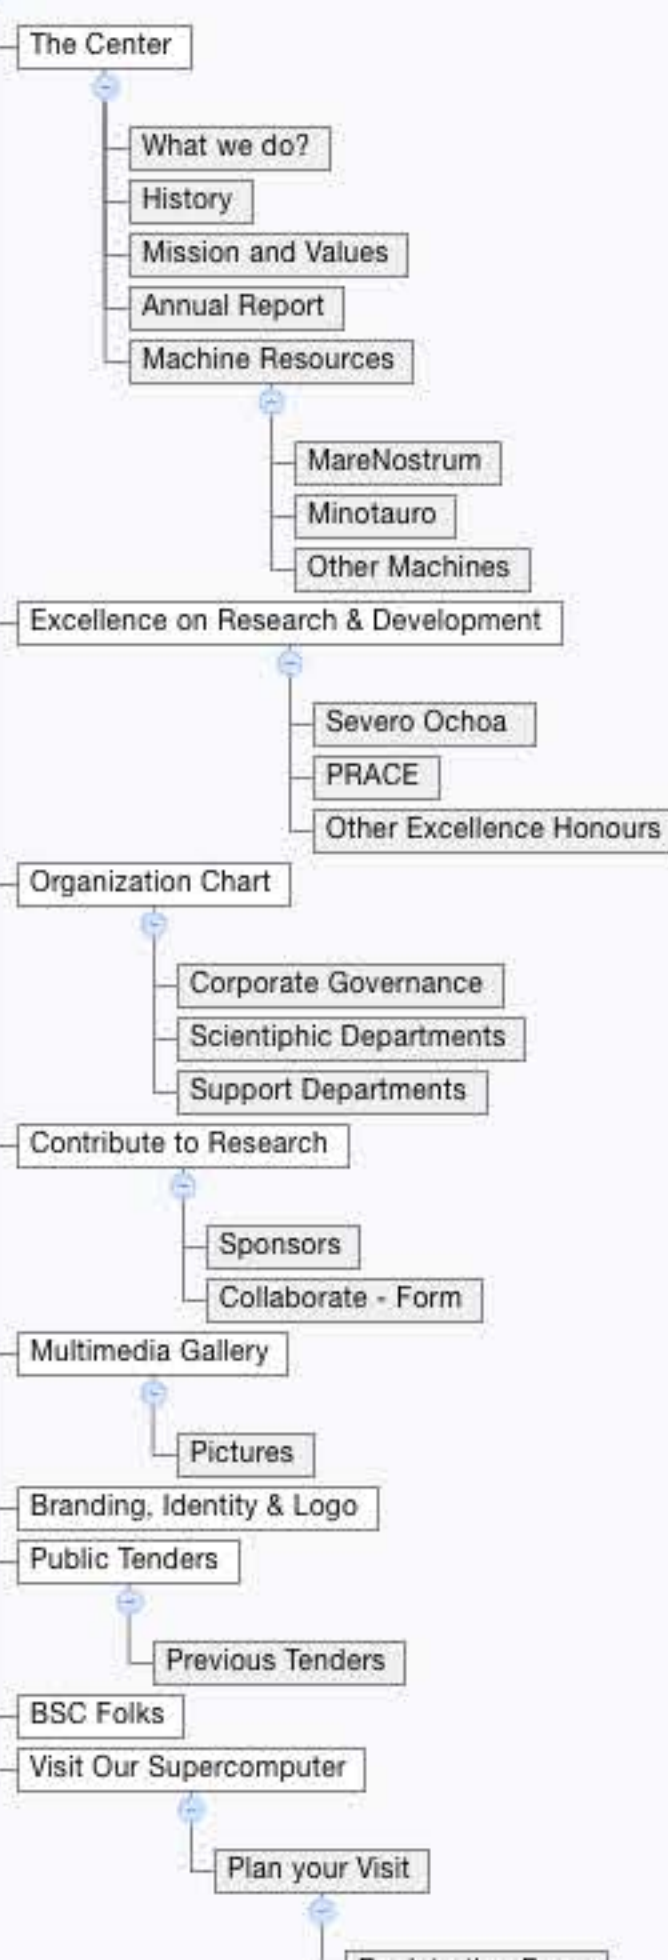 The Center
What we do?
History
Mission and Values
Annual Report
Machine Resources
MareNostrum
Minotauro
Other Machines
Excellence on Research & Development
Severo Ochoa
PRACE
Other Excellence Honours
Organization Chart
Corporate Governance
Scientiphic Departments
Support Departments
Contribute to Research
Sponsors
Collaborate - Form
Multimedia Gallery
Pictures
Branding, Identity & Logo
Public Tenders
Previous Tenders
BSC Folks
Visit Our Supercomputer
Plan your Visit